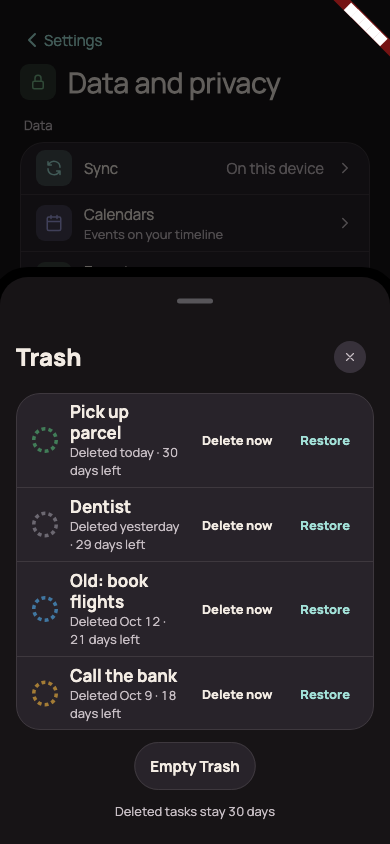 Settings
Data and privacy
Data
Sync
On this device
Calendars
Events on your timeline
Trash
Pick up
parcel
Deleted today · 30
days left
Delete now
Restore
Dentist
Deleted yesterday
· 29 days left
Delete now
Restore
Old: book
flights
Deleted Oct 12 ·
21 days left
Delete now
Restore
Call the bank
Deleted Oct 9 · 18
days left
Delete now
Restore
Empty Trash
Deleted tasks stay 30 days